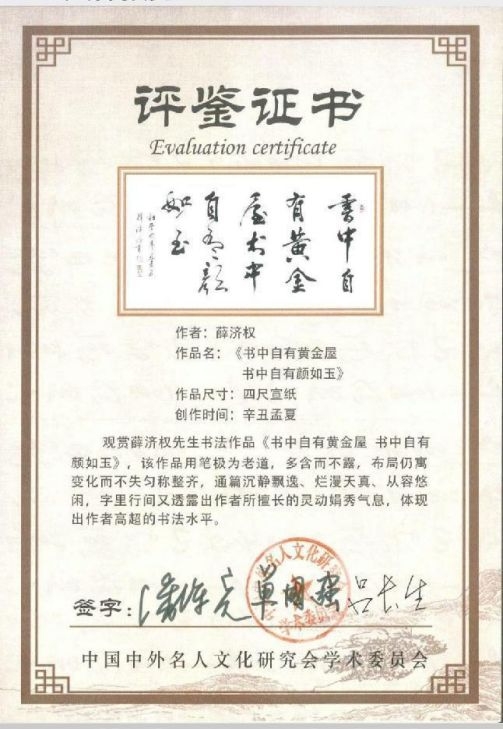 评鉴证书
Evaluation certificate
书中自
有黄金
屋书中
自有颜
如玉
作者：薛济权
作品名：《书中自有黄金屋
书中自有颜如玉》
作品尺寸：四尺宣纸
创作时间：辛丑孟夏
观赏薛济权先生书法作品《书中自有黄金屋 书中自有
颜如玉》，该作品用笔极为老道，多含而不露，布局仍寓
变化而不失匀称整齐，通篇沉静飘逸、烂漫天真、从容悠
闲，字里行间又透露出作者所擅长的灵动娟秀气息，体现
出作者高超的书法水平。
签字：
中国中外名人文化研究会学术委员会